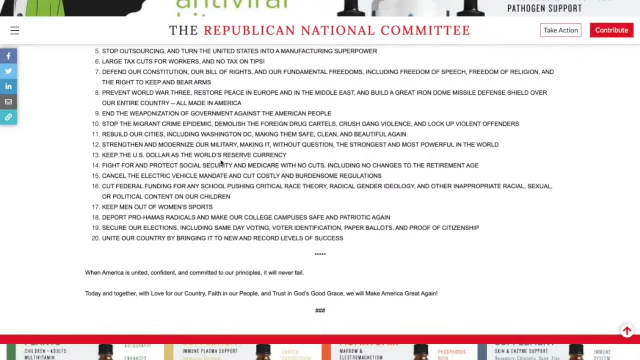 antiviral
PATHOGEN SUPPORT
THE REPUBLICAN NATIONAL COMMITTEE
Take Action
Contribute
5. STOP OUTSOURCING, AND TURN THE UNITED STATES INTO A MANUFACTURING SUPERPOWER
6. LARGE TAX CUTS FOR WORKERS, AND NO TAX ON TIPS!
7. DEFEND OUR CONSTITUTION, OUR BILL OF RIGHTS, AND OUR FUNDAMENTAL FREEDOMS, INCLUDING FREEDOM OF SPEECH, FREEDOM OF RELIGION, AND
THE RIGHT TO KEEP AND BEAR ARMS
8. PREVENT WORLD WAR THREE, RESTORE PEACE IN EUROPE AND IN THE MIDDLE EAST, AND BUILD A GREAT IRON DOME MISSILE DEFENSE SHIELD OVER
OUR ENTIRE COUNTRY – ALL MADE IN AMERICA
9. END THE WEAPONIZATION OF GOVERNMENT AGAINST THE AMERICAN PEOPLE
10. STOP THE MIGRANT CRIME EPIDEMIC, DEMOLISH THE FOREIGN DRUG CARTELS, CRUSH GANG VIOLENCE, AND LOCK UP VIOLENT OFFENDERS
11. REBUILD OUR CITIES, INCLUDING WASHINGTON DC, MAKING THEM SAFE, CLEAN, AND BEAUTIFUL AGAIN.
12. STRENGTHEN AND MODERNIZE OUR MILITARY, MAKING IT, WITHOUT QUESTION, THE STRONGEST AND MOST POWERFUL IN THE WORLD
13. KEEP THE U.S. DOLLAR AS THE WORLD'S RESERVE CURRENCY
14. FIGHT FOR AND PROTECT SOCIAL SECURITY AND MEDICARE WITH NO CUTS, INCLUDING NO CHANGES TO THE RETIREMENT AGE
15. CANCEL THE ELECTRIC VEHICLE MANDATE AND CUT COSTLY AND BURDENSOME REGULATIONS
16. CUT FEDERAL FUNDING FOR ANY SCHOOL PUSHING CRITICAL RACE THEORY, RADICAL GENDER IDEOLOGY, AND OTHER INAPPROPRIATE RACIAL, SEXUAL,
OR POLITICAL CONTENT ON OUR CHILDREN
17. KEEP MEN OUT OF WOMEN'S SPORTS
18. DEPORT PRO-HAMAS RADICALS AND MAKE OUR COLLEGE CAMPUSES SAFE AND PATRIOTIC AGAIN
19. SECURE OUR ELECTIONS, INCLUDING SAME DAY VOTING, VOTER IDENTIFICATION, PAPER BALLOTS, AND PROOF OF CITIZENSHIP
20. UNITE OUR COUNTRY BY BRINGING IT TO NEW AND RECORD LEVELS OF SUCCESS
*****
When America is united, confident, and committed to our principles, it will never fail.
Today and together, with Love for our Country, Faith in our People, and Trust in God's Good Grace, we will Make America Great Again!
###
CHILDREN - ADULTS
MULTIVITAMIN
IMMUNE PLASMA SUPPORT
MARROW &
ELECTROMAGNETISM
SKIN & ENZYME SUPPORT